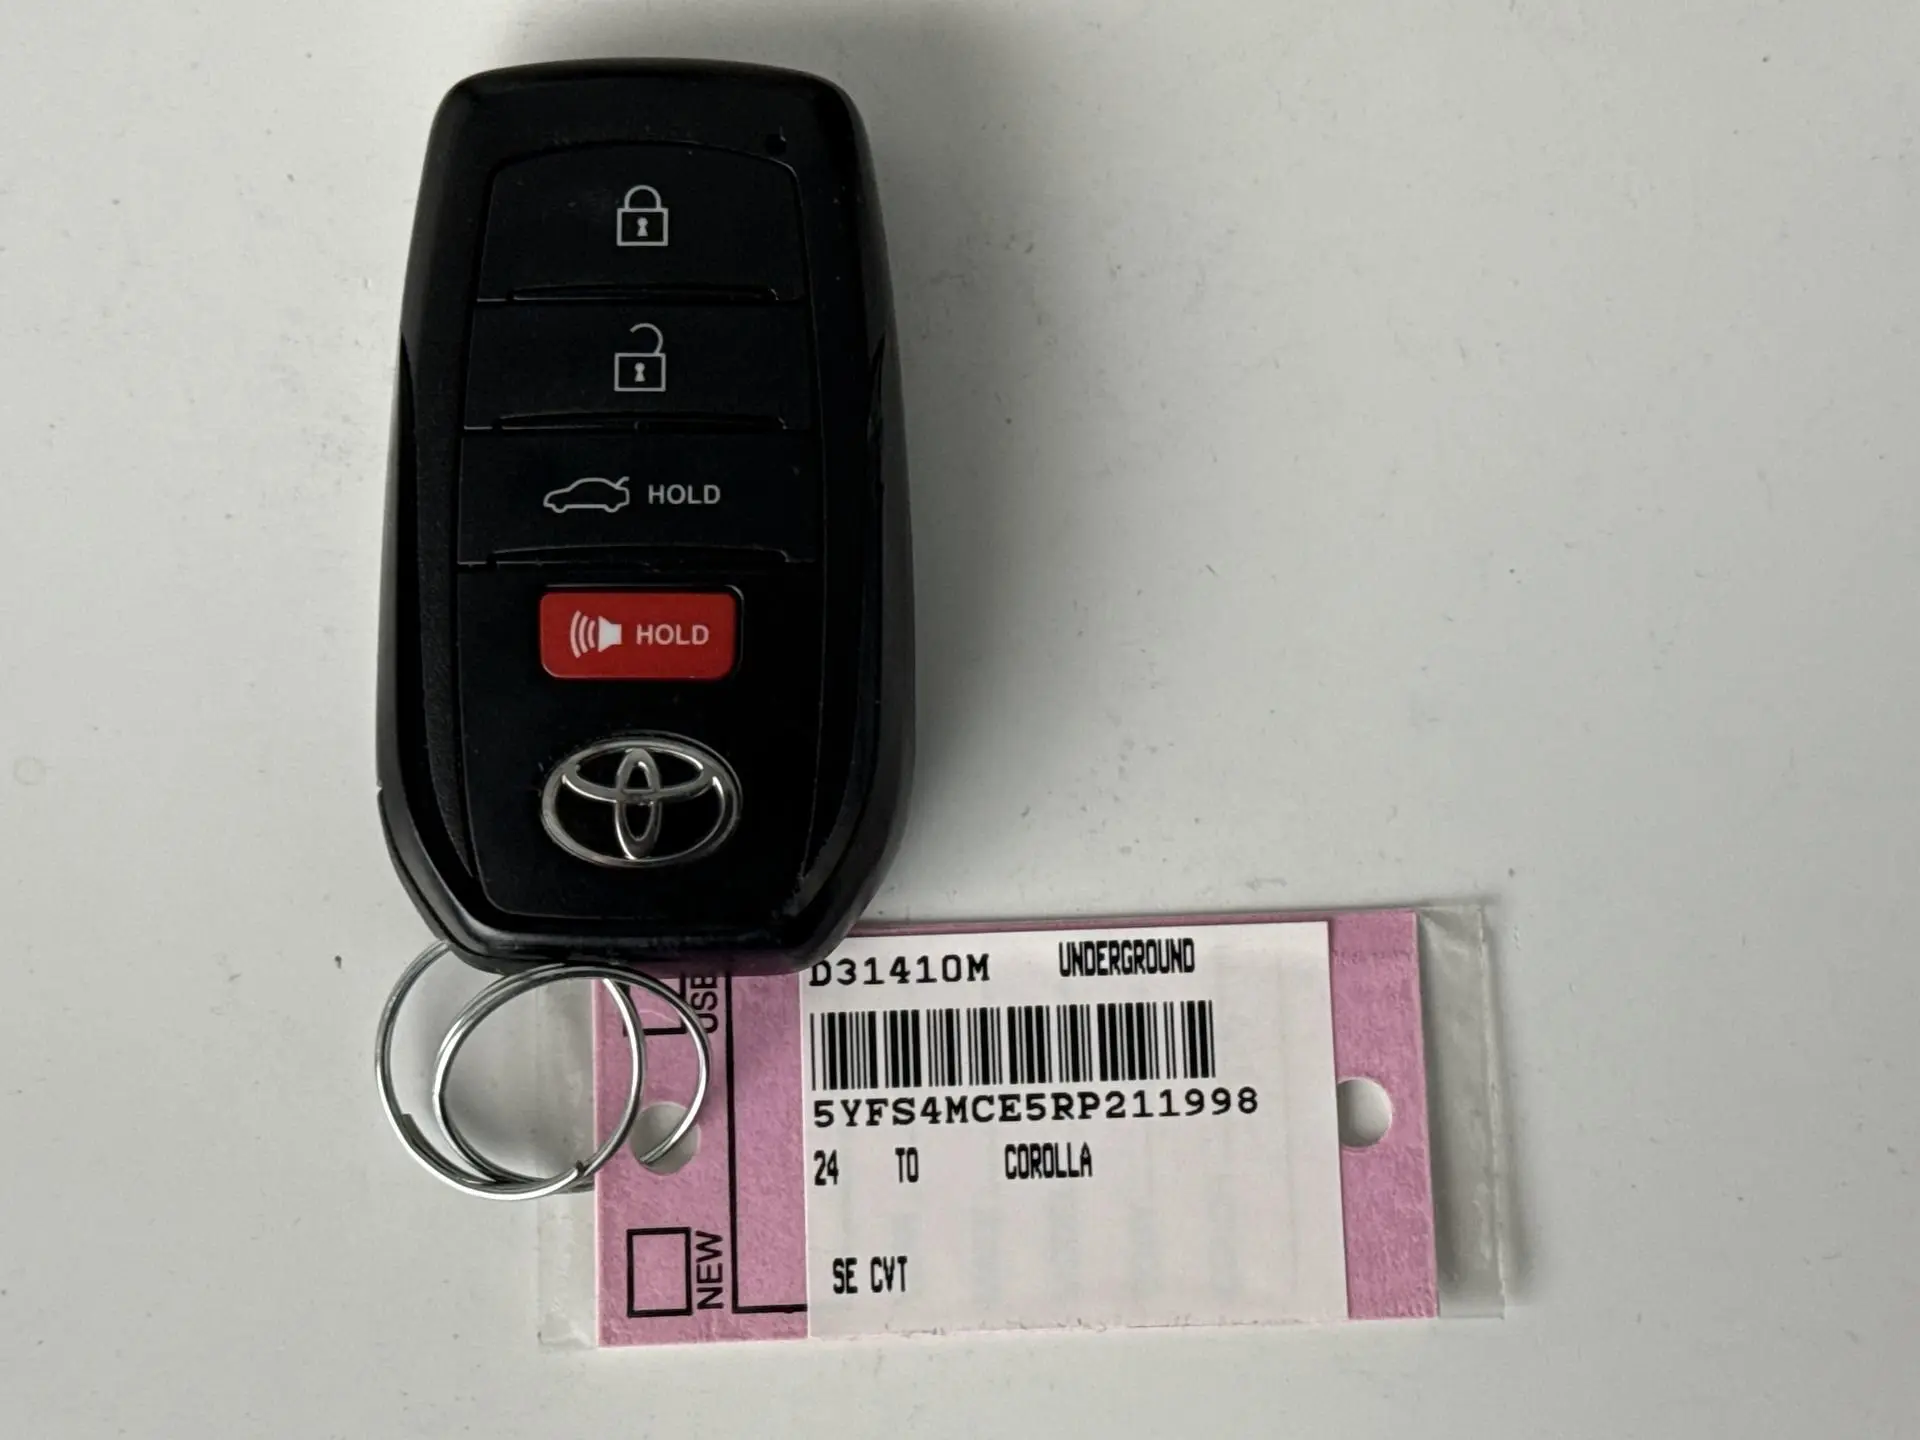 HOLD
HOLD
D31410M UNDERGROUND
5YFS4MCE5RP211998
24 TO COROLLA
SE CVT
USE
NEW